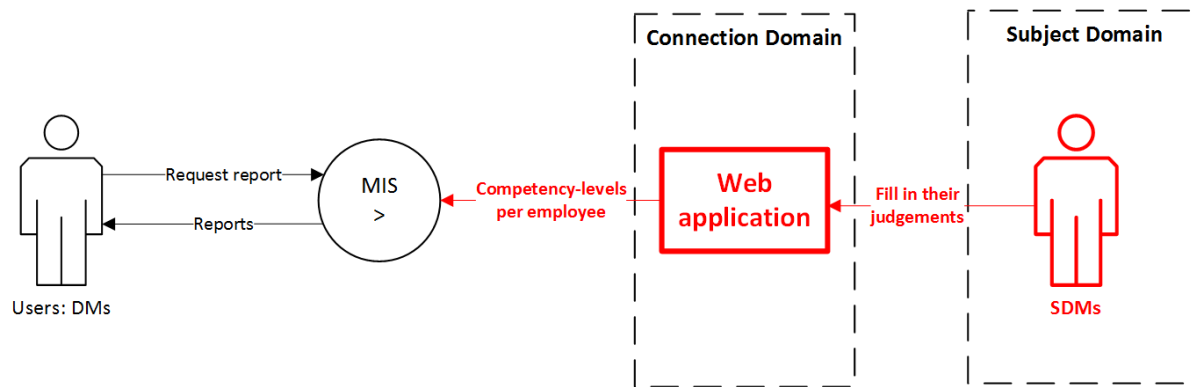 Connection Domain
Subject Domain
Request report
MIS
>
Reports
Competency-levels
per employee
Web
application
Fill in their
judgements
Users: DMs
SDMs